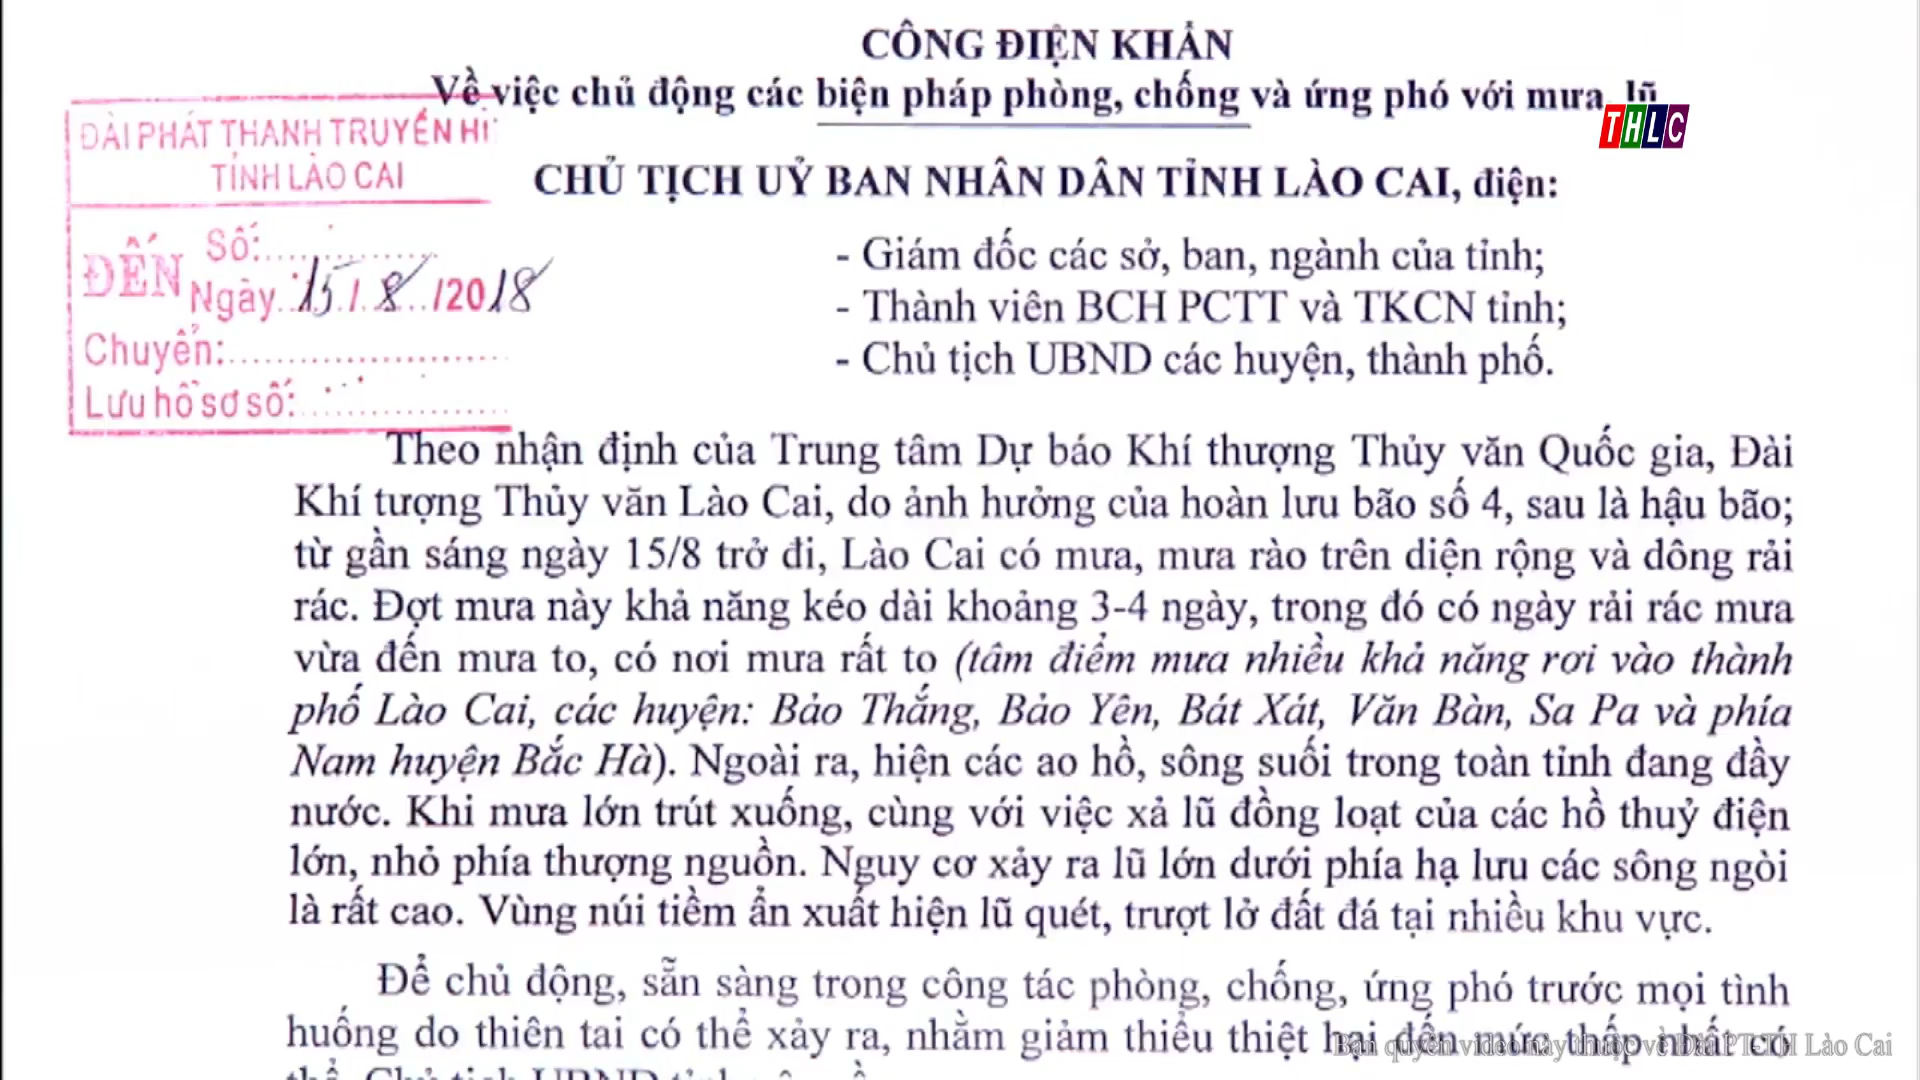 CÔNG ĐIỆN KHẨN
Về việc chủ động các biện pháp phòng, chống và ứng phó với mưa, lũ
THLC
ĐÀI PHÁT THANH TRUYỀN HÌ
TỈNH LÀO CAI
CHỦ TỊCH UỶ BAN NHÂN DÂN TỈNH LÀO CAI, điện:
ĐẾN
Số:
Ngày 15/8/2018
Chuyển:
Lưu hồ sơ số:
- Giám đốc các sở, ban, ngành của tỉnh;
- Thành viên BCH PCTT và TKCN tỉnh;
- Chủ tịch UBND các huyện, thành phố.
Theo nhận định của Trung tâm Dự báo Khí thượng Thủy văn Quốc gia, Đài
Khí tượng Thủy văn Lào Cai, do ảnh hưởng của hoàn lưu bão số 4, sau là hậu bão;
từ gần sáng ngày 15/8 trở đi, Lào Cai có mưa, mưa rào trên diện rộng và dông rải
rác. Đợt mưa này khả năng kéo dài khoảng 3-4 ngày, trong đó có ngày rải rác mưa
vừa đến mưa to, có nơi mưa rất to (tâm điểm mưa nhiều khả năng rơi vào thành
phố Lào Cai, các huyện: Bảo Thắng, Bảo Yên, Bát Xát, Văn Bàn, Sa Pa và phía
Nam huyện Bắc Hà). Ngoài ra, hiện các ao hồ, sông suối trong toàn tỉnh đang đầy
nước. Khi mưa lớn trút xuống, cùng với việc xả lũ đồng loạt của các hồ thuỷ điện
lớn, nhỏ phía thượng nguồn. Nguy cơ xảy ra lũ lớn dưới phía hạ lưu các sông ngòi
là rất cao. Vùng núi tiềm ẩn xuất hiện lũ quét, trượt lở đất đá tại nhiều khu vực.
Để chủ động, sẵn sàng trong công tác phòng, chống, ứng phó trước mọi tình
huống do thiên tai có thể xảy ra, nhằm giảm thiểu thiệt hại đến mức thấp nhất có
Bản quyền video này thuộc về Đài PT-TH Lào Cai